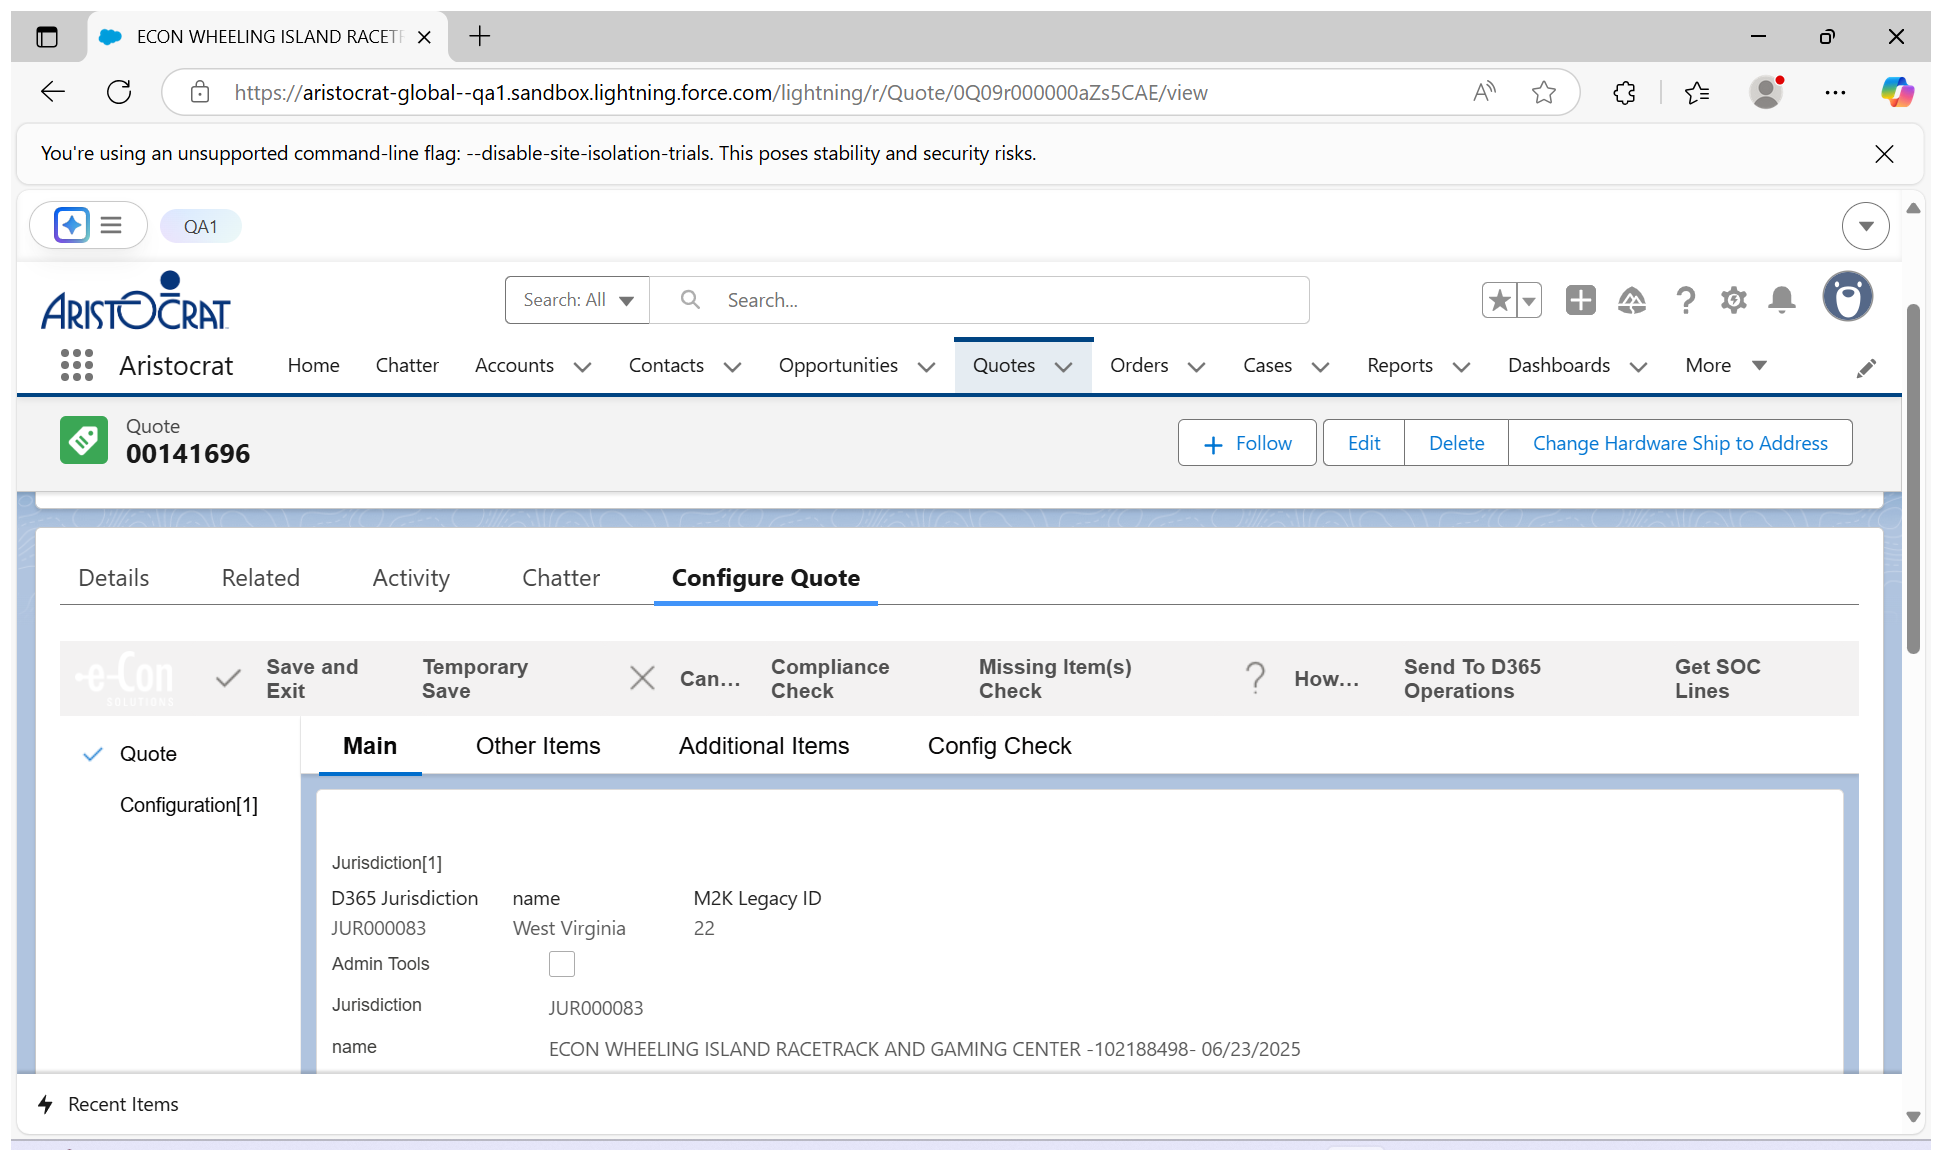 ECON WHEELING ISLAND RACETR
https://aristocrat-global--qa1.sandbox.lightning.force.com/lightning/r/Quote/0Q09r000000aZs5CAE/view
You're using an unsupported command-line flag: --disable-site-isolation-trials. This poses stability and security risks.
QA1
ARISTOCRAT
Search: All
Search...
Aristocrat
Home
Chatter
Accounts
Contacts
Opportunities
Quotes
Orders
Cases
Reports
Dashboards
More
Quote
00141696
Follow
Edit
Delete
Change Hardware Ship to Address
Details
Related
Activity
Chatter
Configure Quote
e-Con
SOLUTIONS
Save and
Exit
Temporary
Save
Can...
Compliance
Check
Missing Item(s)
Check
How...
Send To D365
Operations
Get SOC
Lines
Quote
Configuration[1]
Main
Other Items
Additional Items
Config Check
Jurisdiction[1]
D365 Jurisdiction name M2K Legacy ID
JUR000083 West Virginia 22
Admin Tools
Jurisdiction JUR000083
name ECON WHEELING ISLAND RACETRACK AND GAMING CENTER -102188498- 06/23/2025
Recent Items